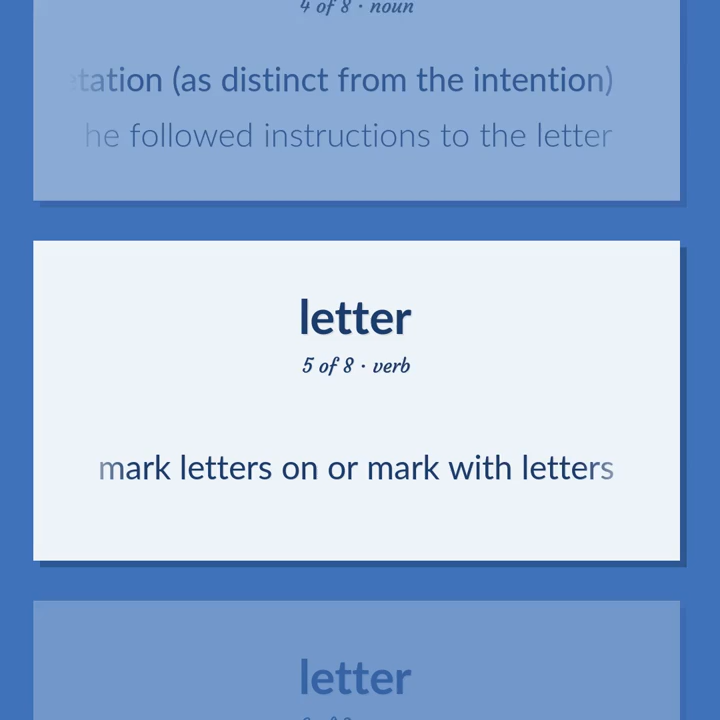 4 of 8 · noun
(as distinct from the intention)
he followed instructions to the letter
letter
5 of 8 · verb
mark letters on or mark with letters
letter